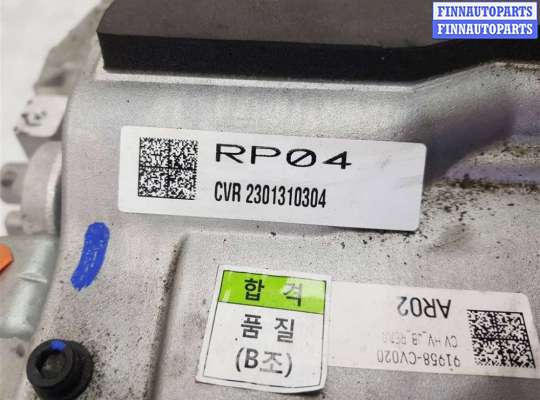 FINNAUTOPARTS
FINNAUTOPARTS
RP04
CVR 2301310304
합 격
품 질
(B조)
AR02
91958-CV020